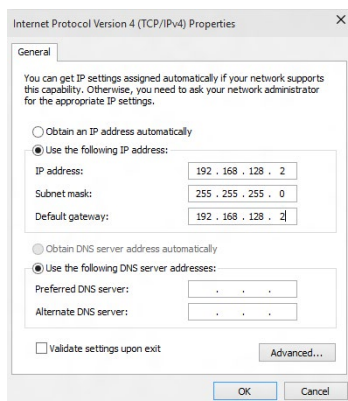 Internet Protocol Version 4 (TCP/IPv4) Properties
General
You can get IP settings assigned automatically if your network supports
this capability. Otherwise, you need to ask your network administrator
for the appropriate IP settings.
Obtain an IP address automatically
Use the following IP address:
IP address: 192 . 168 . 128 . 2
Subnet mask: 255 . 255 . 255 . 0
Default gateway: 192 . 168 . 128 . 2
Obtain DNS server address automatically
Use the following DNS server addresses:
Preferred DNS server: . . .
Alternate DNS server: . . .
Validate settings upon exit
Advanced...
OK Cancel